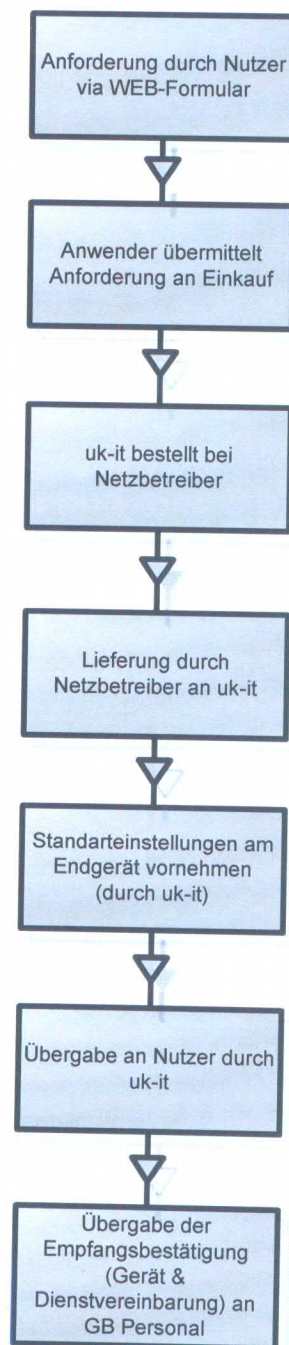 Anforderung durch Nutzer
via WEB-Formular
Anwender übermittelt
Anforderung an Einkauf
uk-it bestellt bei
Netzbetreiber
Lieferung durch
Netzbetreiber an uk-it
Standarteinstellungen am
Endgerät vornehmen
(durch uk-it)
Übergabe an Nutzer durch
uk-it
Übergabe der
Empfangsbestätigung
(Gerät &
Dienstvereinbarung) an
GB Personal